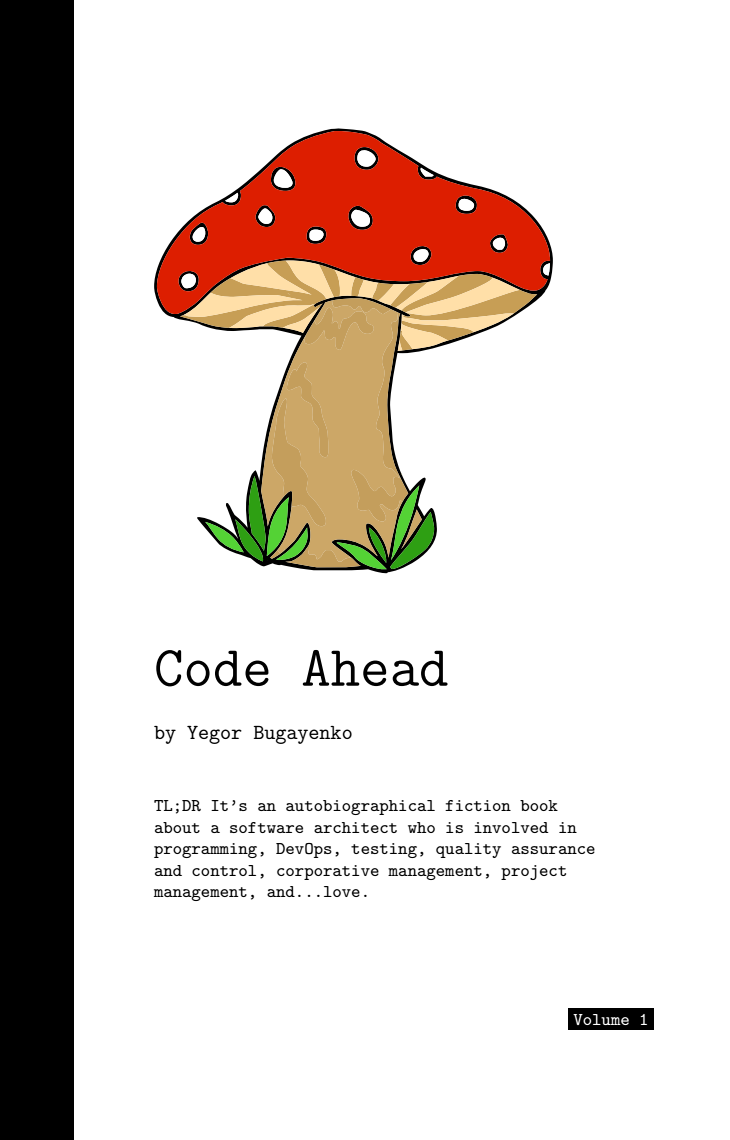 Code Ahead
by Yegor Bugayenko
TL;DR It's an autobiographical fiction book
about a software architect who is involved in
programming, DevOps, testing, quality assurance
and control, corporative management, project
management, and...love.
Volume 1